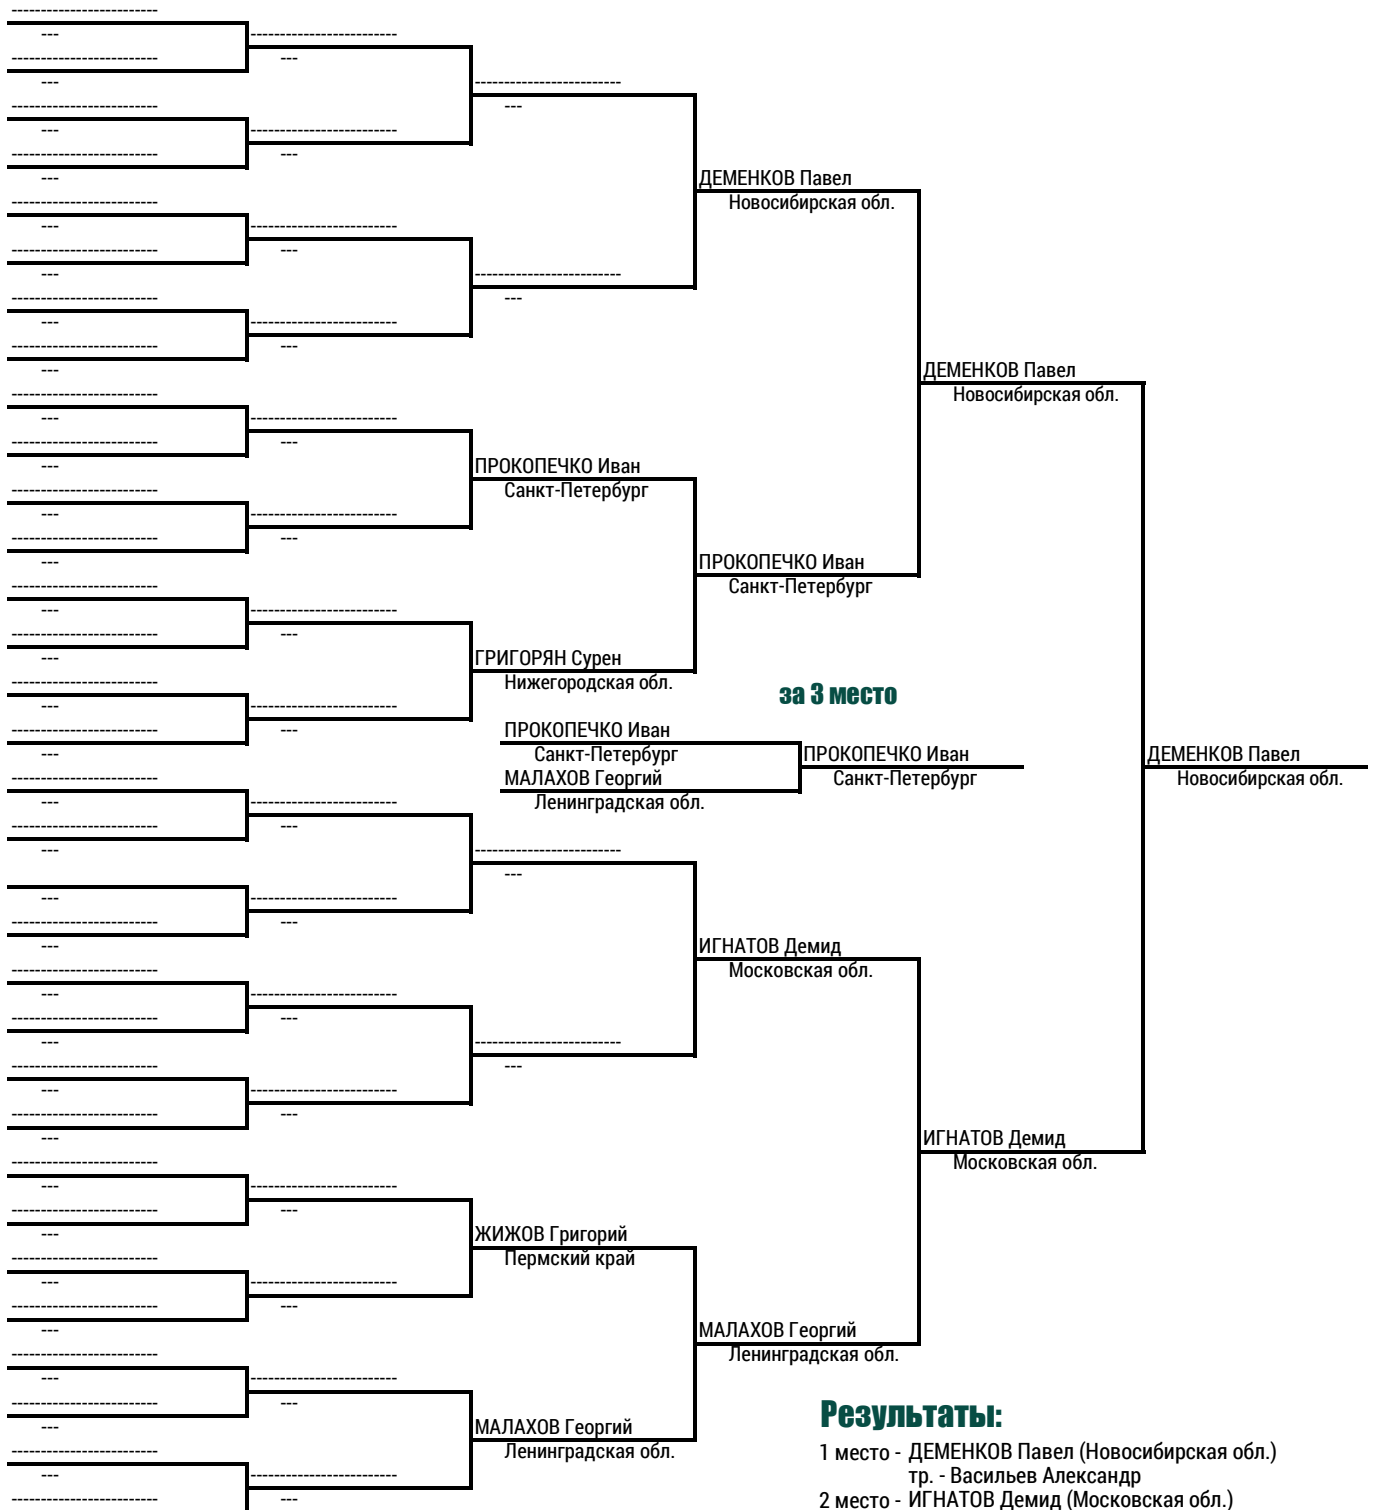 ДЕМЕНКОВ Павел
Новосибирская обл.
ДЕМЕНКОВ Павел
Новосибирская обл.
ПРОКОПЕЧКО Иван
Санкт-Петербург
ПРОКОПЕЧКО Иван
Санкт-Петербург
ГРИГОРЯН Сурен
Нижегородская обл.
за 3 место
ПРОКОПЕЧКО Иван
Санкт-Петербург
МАЛАХОВ Георгий
Ленинградская обл.
ПРОКОПЕЧКО Иван
Санкт-Петербург
ДЕМЕНКОВ Павел
Новосибирская обл.
ИГНАТОВ Демид
Московская обл.
ИГНАТОВ Демид
Московская обл.
ЖИЖОВ Григорий
Пермский край
МАЛАХОВ Георгий
Ленинградская обл.
МАЛАХОВ Георгий
Ленинградская обл.
Результаты:
1 место - ДЕМЕНКОВ Павел (Новосибирская обл.)
тр. - Васильев Александр
2 место - ИГНАТОВ Демид (Московская обл.)